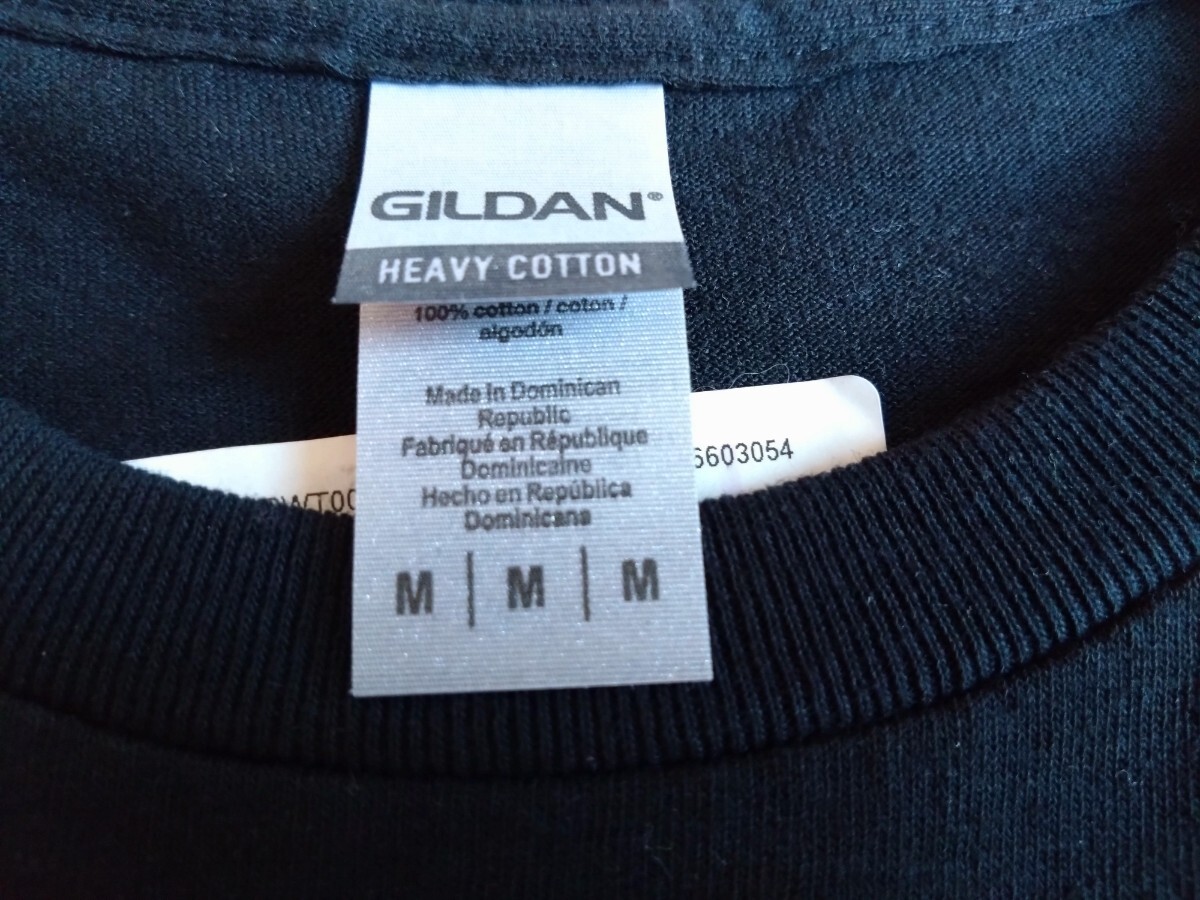 GILDAN®
HEAVY COTTON
100% cotton / coton /
algodón
Made in Dominican
Republic
Fabriqué en République
Dominicaine
Hecho en República
Dominicana
M | M | M
6603054